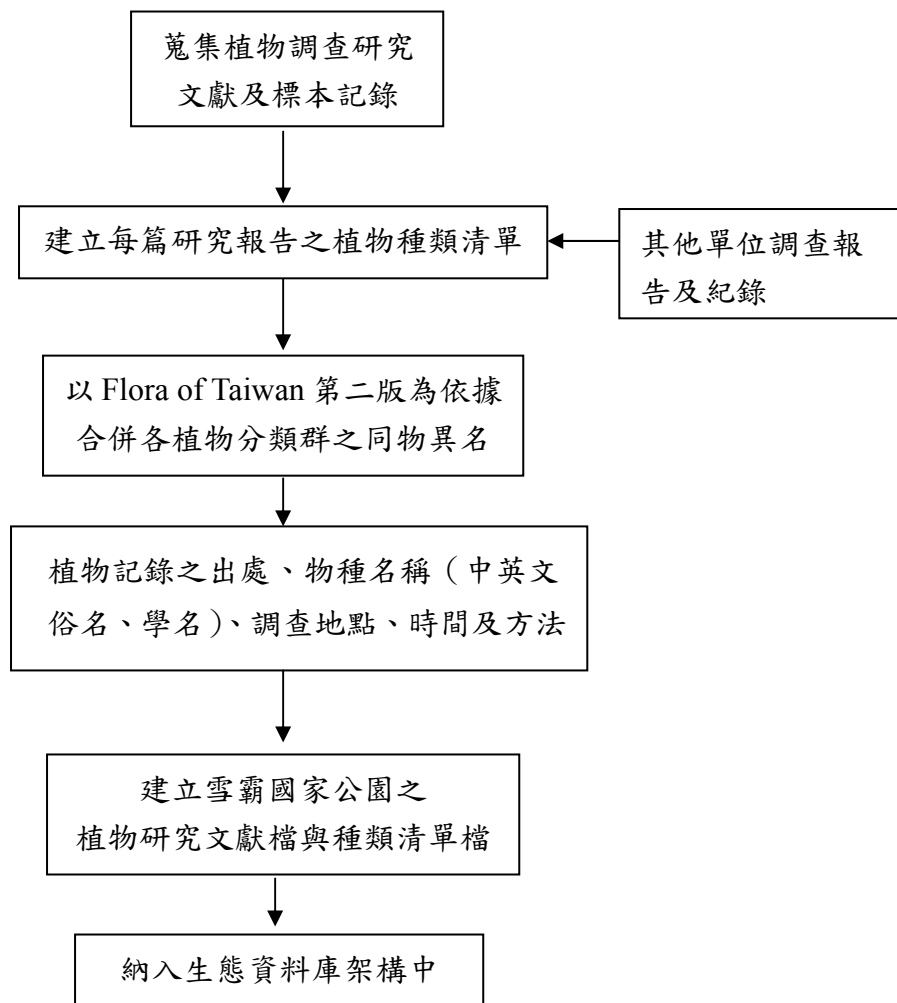 蒐集植物調查研究
文獻及標本記錄
建立每篇研究報告之植物種類清單
其他單位調查報
告及紀錄
以 Flora of Taiwan 第二版為依據
合併各植物分類群之同物異名
植物記錄之出處、物種名稱（中英文
俗名、學名）、調查地點、時間及方法
建立雪霸國家公園之
植物研究文獻檔與種類清單檔
納入生態資料庫架構中